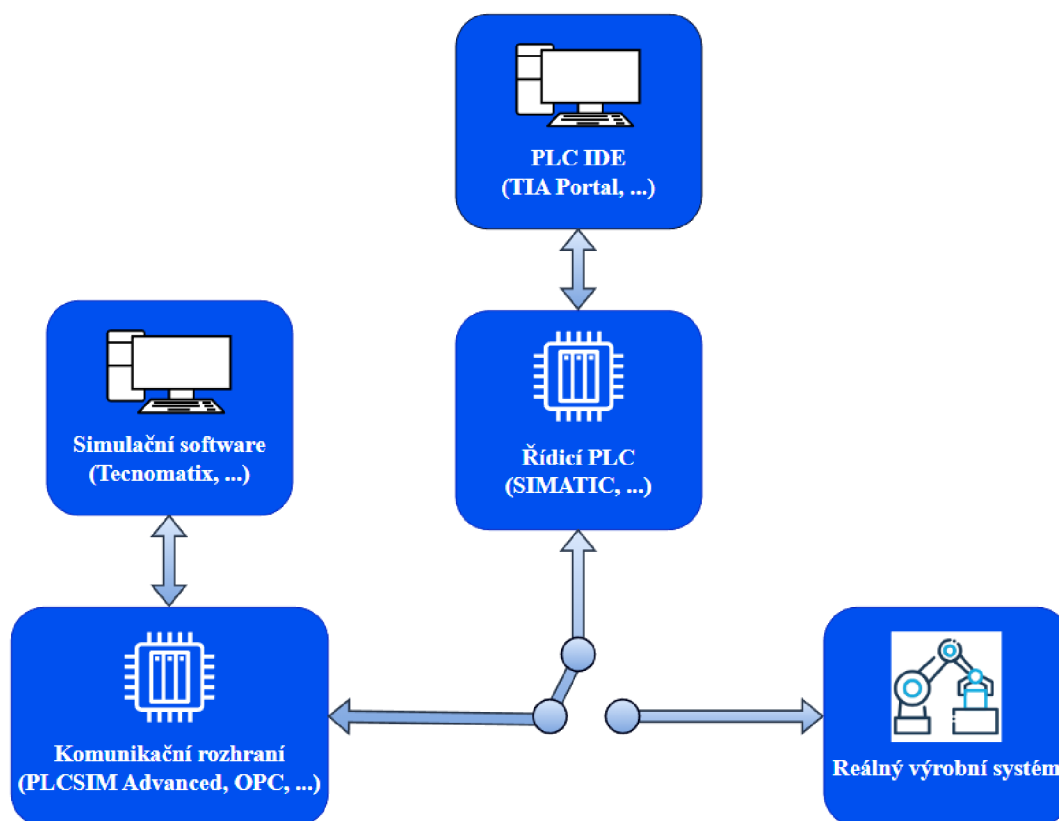 PLC IDE
(TIA Portal, ...)
Simulační software
(Tecnomatix, ...)
Řídicí PLC
(SIMATIC, ...)
Komunikační rozhraní
(PLCSIM Advanced, OPC, ...)
Reálný výrobní systém